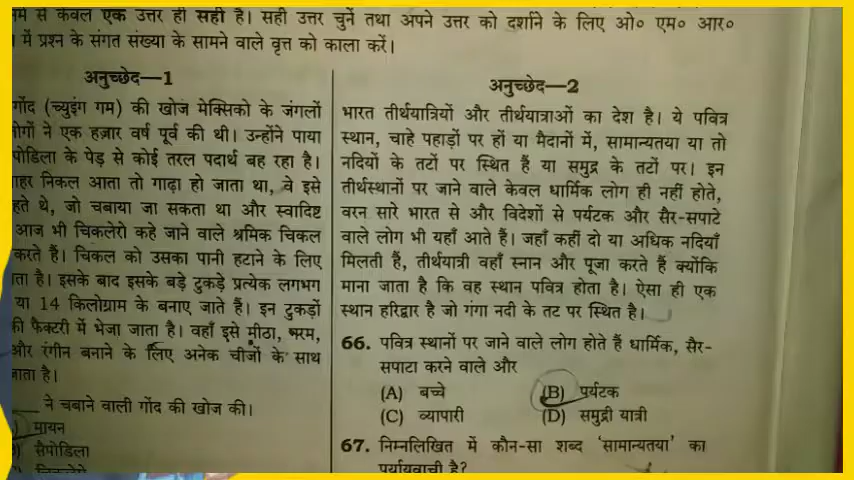 से केवल एक उत्तर ही सही है। सही उत्तर चुनें तथा अपने उत्तर को दर्शाने के लिए ओ० एम० आर०
में प्रश्न के संगत संख्या के सामने वाले वृत्त को काला करें।
अनुच्छेद—1
गोंद (च्युइंग गम) की खोज मेक्सिको के जंगलों
ने एक हज़ार वर्ष पूर्व की थी। उन्होंने पाया
के पेड़ से कोई तरल पदार्थ बह रहा है।
निकल आता तो गाढ़ा हो जाता था, वे इसे
थे, जो चबाया जा सकता था और स्वादिष्ट
आज भी चिकलेरो कहे जाने वाले श्रमिक चिकल
करते हैं। चिकल को उसका पानी हटाने के लिए
है। इसके बाद इसके बड़े टुकड़े प्रत्येक लगभग
या 14 किलोग्राम के बनाए जाते हैं। इन टुकड़ों
की फैक्टरी में भेजा जाता है। वहाँ इसे मीठा, नरम,
और रंगीन बनाने के लिए अनेक चीजों के साथ
जाता है।
____ ने चबाने वाली गोंद की खोज की।
मायन
सैपोडिला
अनुच्छेद—2
भारत तीर्थयात्रियों और तीर्थयात्राओं का देश है। ये पवित्र
स्थान, चाहे पहाड़ों पर हों या मैदानों में, सामान्यतया या तो
नदियों के तटों पर स्थित हैं या समुद्र के तटों पर। इन
तीर्थस्थानों पर जाने वाले केवल धार्मिक लोग ही नहीं होते,
वरन सारे भारत से और विदेशों से पर्यटक और सैर-सपाटे
वाले लोग भी यहाँ आते हैं। जहाँ कहीं दो या अधिक नदियाँ
मिलती हैं, तीर्थयात्री वहाँ स्नान और पूजा करते हैं क्योंकि
माना जाता है कि वह स्थान पवित्र होता है। ऐसा ही एक
स्थान हरिद्वार है जो गंगा नदी के तट पर स्थित है।
66. पवित्र स्थानों पर जाने वाले लोग होते हैं धार्मिक, सैर-
सपाटा करने वाले और
(A) बच्चे (B) पर्यटक
(C) व्यापारी (D) समुद्री यात्री
67. निम्नलिखित में कौन-सा शब्द ‘सामान्यतया’ का
पर्यायवाची है?